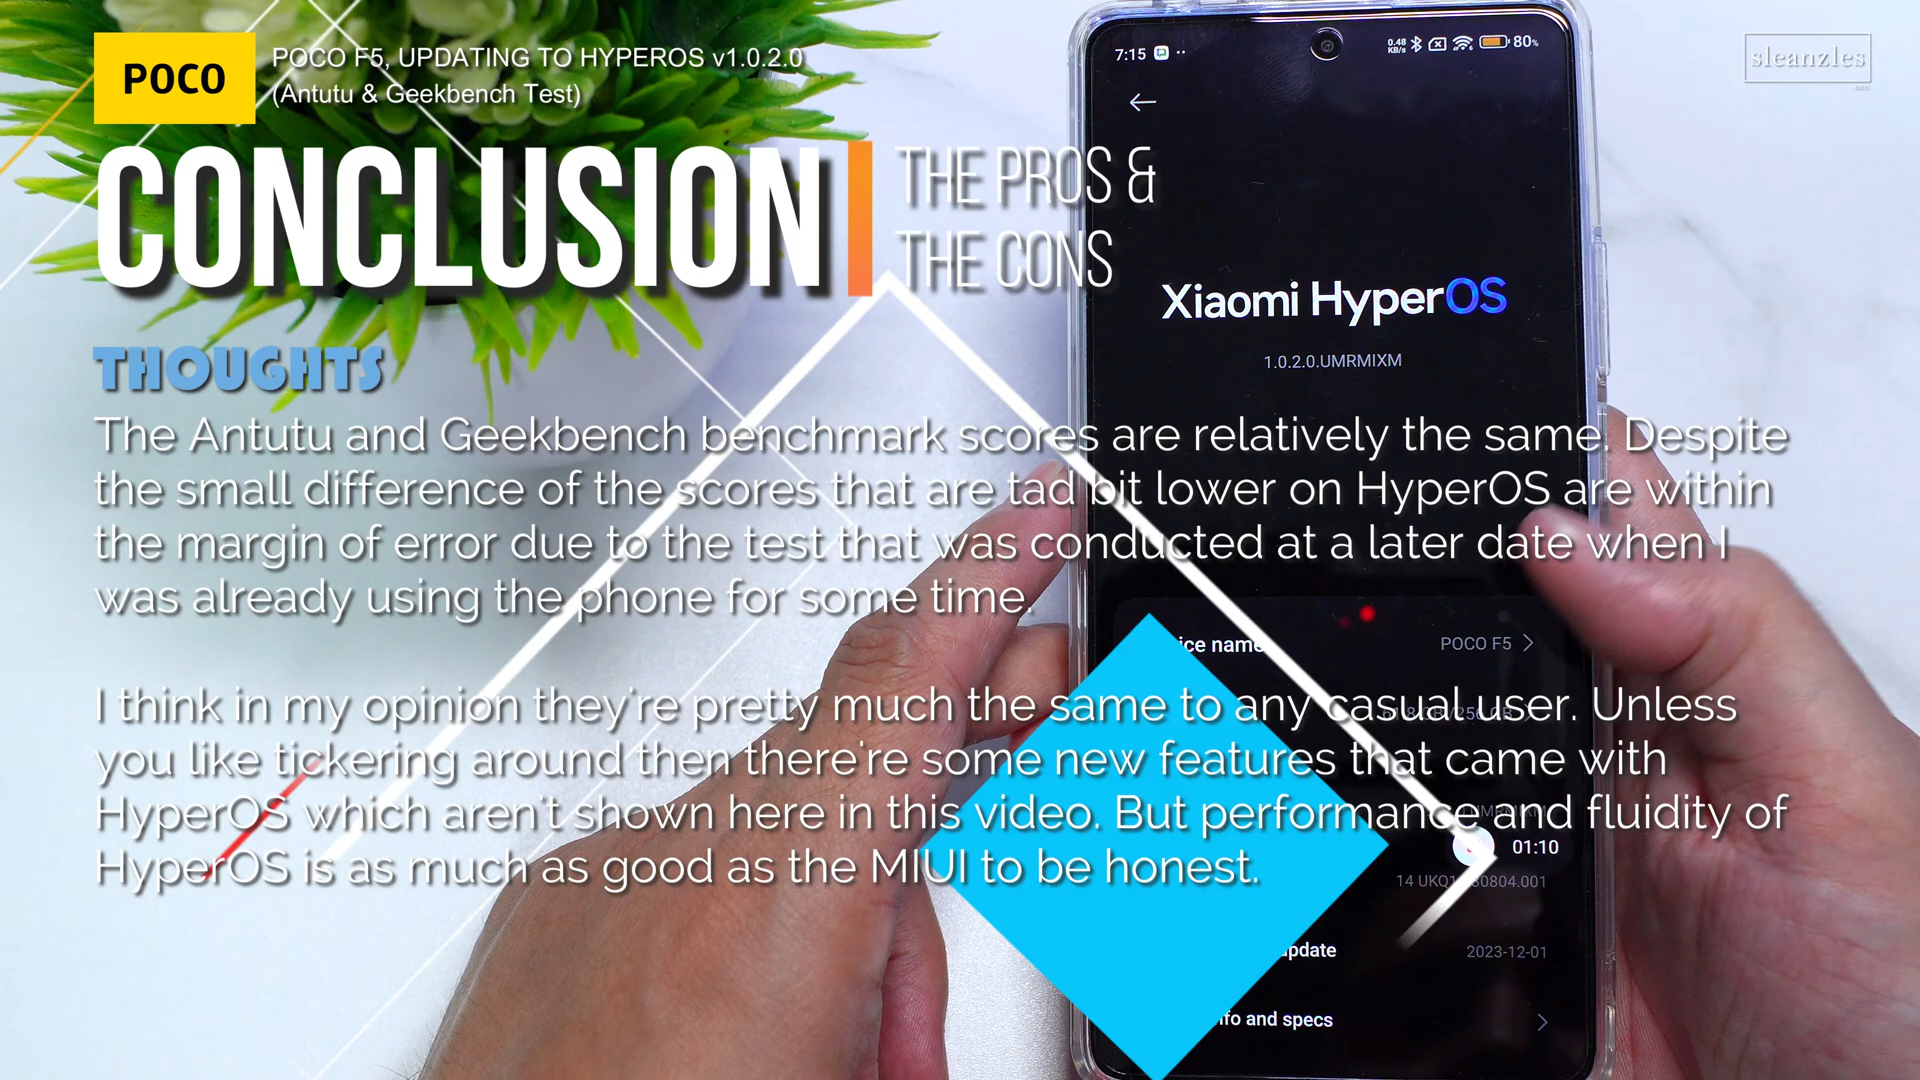 POCO
POCO F5, UPDATING TO HYPEROS v1.0.2.0
(Antutu & Geekbench Test)
CONCLUSION
THE PROS &
THE CONS
THOUGHTS
The Antutu and Geekbench benchmark scores are relatively the same. Despite
the small difference of the scores that are tad bit lower on HyperOS are within
the margin of error due to the test that was conducted at a later date when I
was already using the phone for some time.
I think in my opinion they're pretty much the same to any casual user. Unless
you like tickering around then there're some new features that came with
HyperOS which aren't shown here in this video. But performance and fluidity of
HyperOS is as much as good as the MIUI to be honest.
sleanzles
7:15
0.48
KB/s
80%
Xiaomi HyperOS
1.0.2.0.UMRMIXM
POCO F5
01:10
2023-12-01
and specs